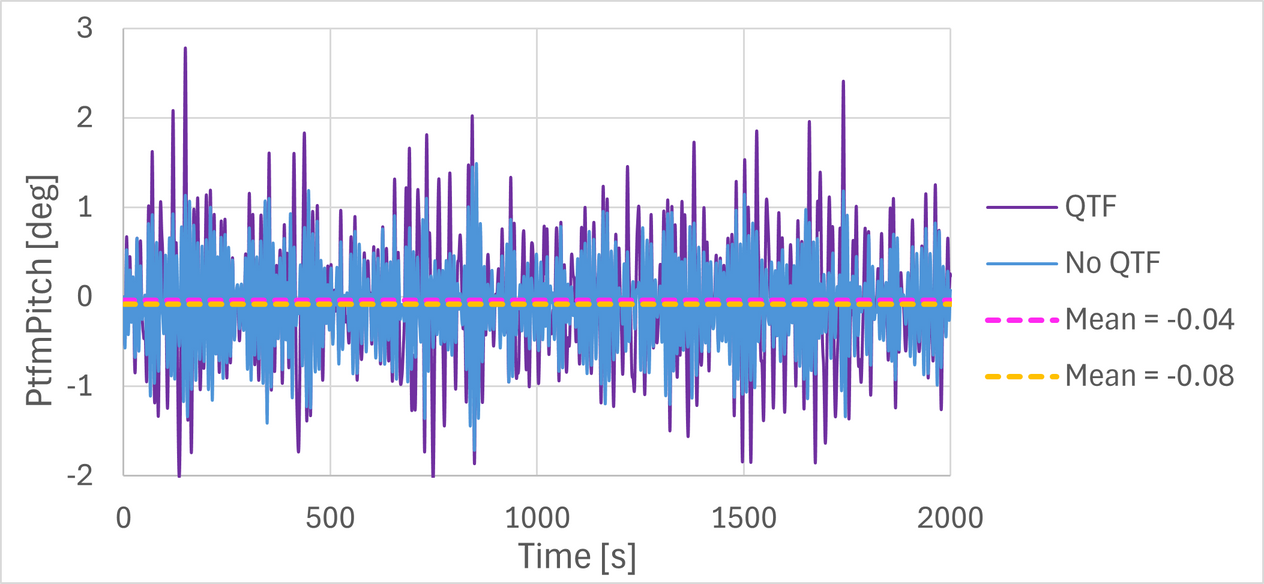 3
2
1
0
-1
-2
PtfmPitch [deg]
0 500 1000 1500 2000
Time [s]
QTF
No QTF
Mean = -0.04
Mean = -0.08